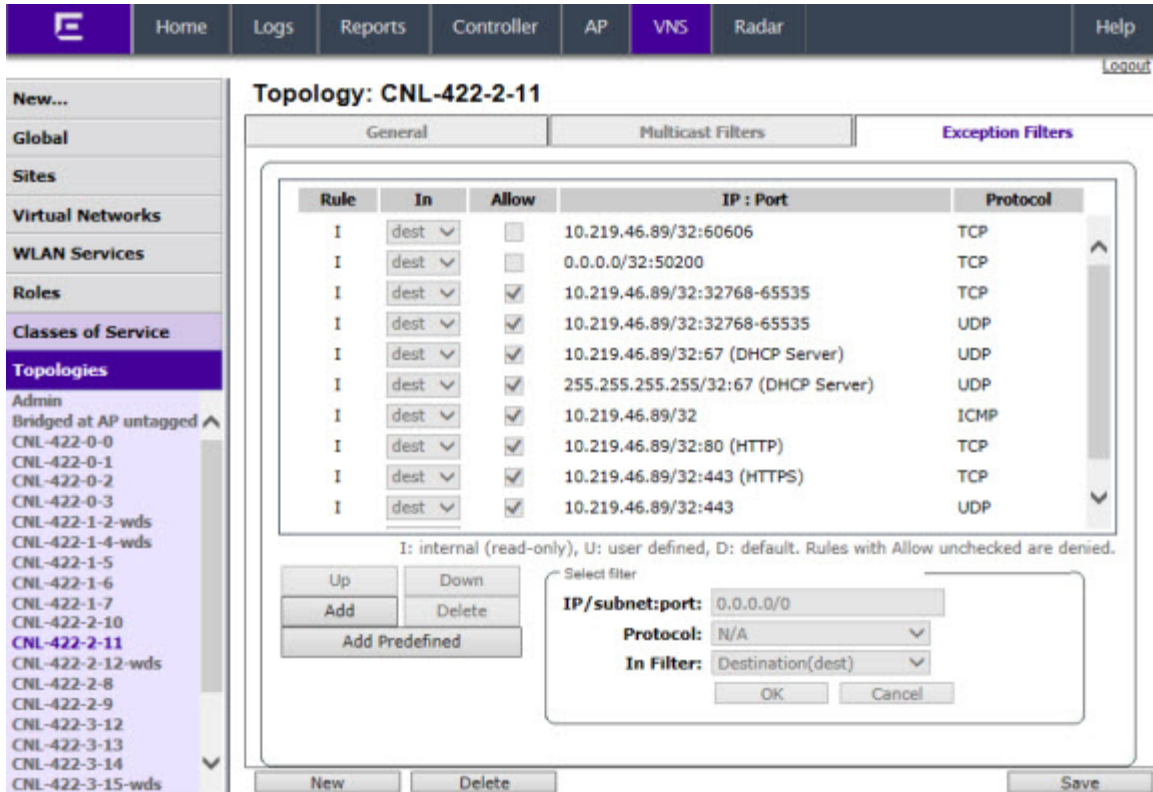 Home Logs Reports Controller AP VNS Radar Help
Logout
New...
Global
Sites
Virtual Networks
WLAN Services
Roles
Classes of Service
Topologies
Admin
Bridged at AP untagged
CNL-422-0-0
CNL-422-0-1
CNL-422-0-2
CNL-422-0-3
CNL-422-1-2-wds
CNL-422-1-4-wds
CNL-422-1-5
CNL-422-1-6
CNL-422-1-7
CNL-422-2-10
CNL-422-2-11
CNL-422-2-12-wds
CNL-422-2-8
CNL-422-2-9
CNL-422-3-12
CNL-422-3-13
CNL-422-3-14
CNL-422-3-15-wds
Topology: CNL-422-2-11
General Multicast Filters Exception Filters
Rule In Allow IP : Port Protocol
I dest 10.219.46.89/32:60606 TCP
I dest 0.0.0.0/32:50200 TCP
I dest 10.219.46.89/32:32768-65535 TCP
I dest 10.219.46.89/32:32768-65535 UDP
I dest 10.219.46.89/32:67 (DHCP Server) UDP
I dest 255.255.255.255/32:67 (DHCP Server) UDP
I dest 10.219.46.89/32 ICMP
I dest 10.219.46.89/32:80 (HTTP) TCP
I dest 10.219.46.89/32:443 (HTTPS) TCP
I dest 10.219.46.89/32:443 UDP
I: internal (read-only), U: user defined, D: default. Rules with Allow unchecked are denied.
Up Down
Add Delete
Add Predefined
Select filter
IP/subnet:port: 0.0.0.0/0
Protocol: N/A
In Filter: Destination(dest)
OK Cancel
New Delete Save